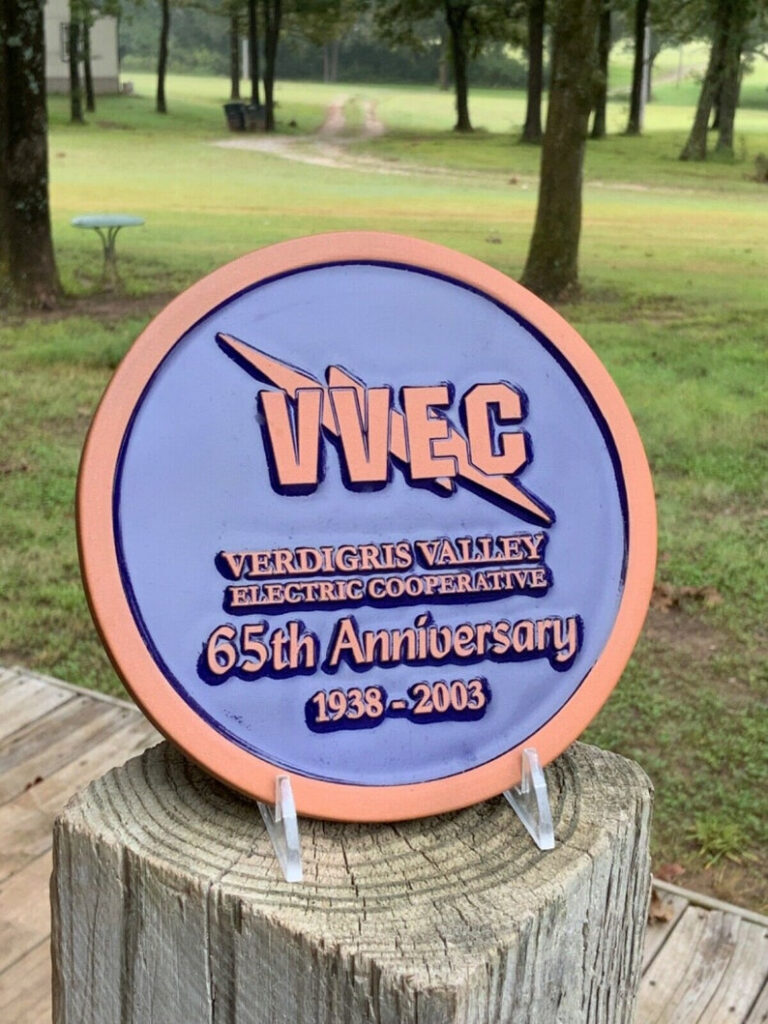 VVEC
VERDIGRIS VALLEY
ELECTRIC COOPERATIVE
65th Anniversary
1938 - 2003